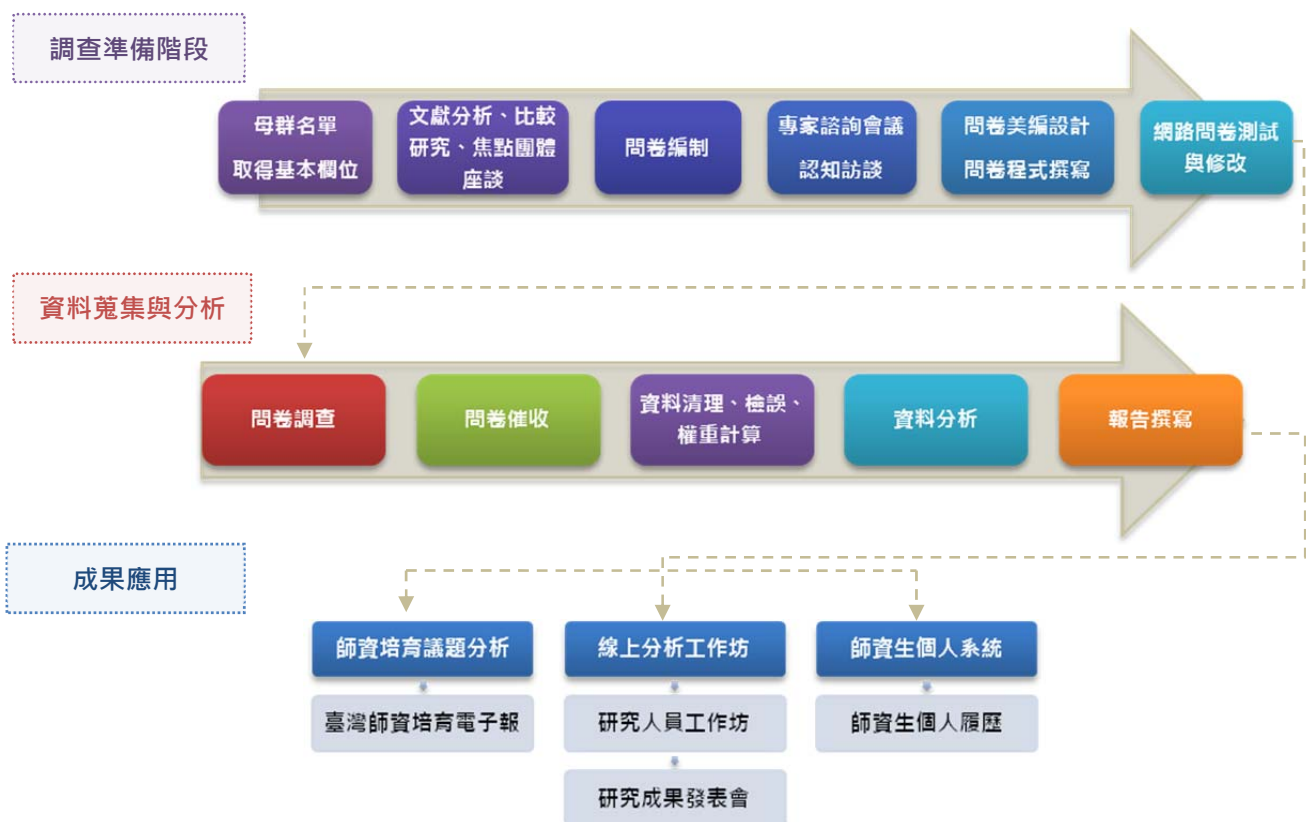 調查準備階段
母群名單
取得基本欄位
文獻分析、比較
研究、焦點團體
座談
問卷編制
專家諮詢會議
認知訪談
問卷美編設計
問卷程式撰寫
網路問卷測試
與修改
資料蒐集與分析
問卷調查
問卷催收
資料清理、檢誤、
權重計算
資料分析
報告撰寫
成果應用
師資培育議題分析
線上分析工作坊
師資生個人系統
臺灣師資培育電子報
研究人員工作坊
師資生個人履歷
研究成果發表會